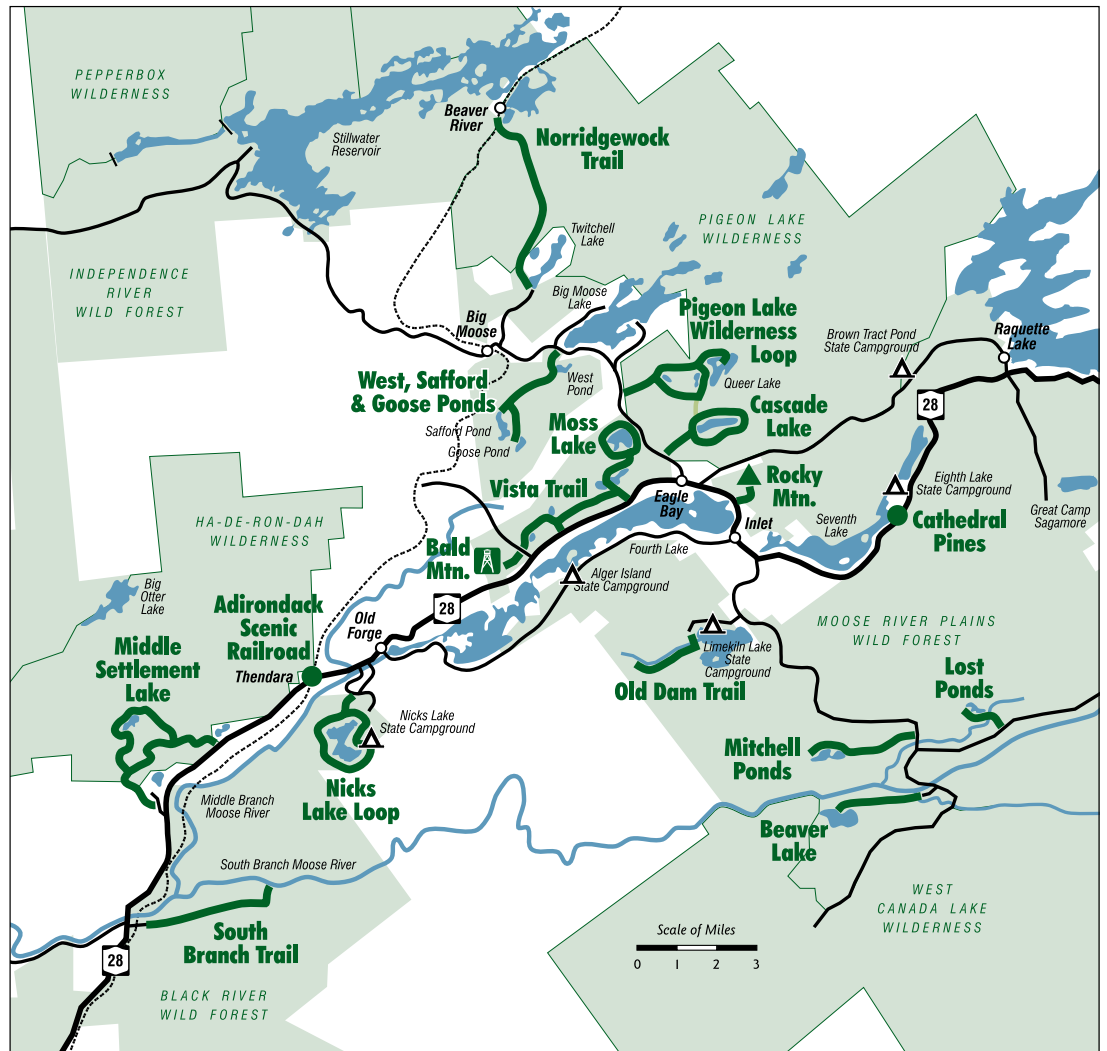 PEPPERBOX
WILDERNESS
Beaver
River
Stillwater
Reservoir
Norridgewock
Trail
Twitchell
Lake
PIGEON LAKE
WILDERNESS
INDEPENDENCE
RIVER
WILD FOREST
Big Moose
Lake
Big
Moose
Pigeon Lake
Wilderness
Loop
Brown Tract Pond
State Campground
Raquette
Lake
West, Safford
& Goose Ponds
West
Pond
Queer Lake
28
Safford Pond
Goose Pond
Moss
Lake
Cascade
Lake
Vista Trail
Eagle
Bay
Rocky
Mtn.
Eighth Lake
State Campground
Great Camp
Sagamore
HA-DE-RON-DAH
WILDERNESS
Bald
Mtn.
Fourth Lake
Inlet
Seventh
Lake
Cathedral
Pines
Big
Otter
Lake
Alger Island
State Campground
28
Adirondack
Scenic
Railroad
Thendara
Old
Forge
MOOSE RIVER PLAINS
WILD FOREST
Middle
Settlement
Lake
Limekiln Lake
State
Campground
Old Dam Trail
Lost
Ponds
Nicks Lake
State Campground
Mitchell
Ponds
Nicks
Lake Loop
Middle Branch
Moose River
Beaver
Lake
South Branch Moose River
WEST
CANADA LAKE
WILDERNESS
South
Branch Trail
Scale of Miles
0 1 2 3
28
BLACK RIVER
WILD FOREST